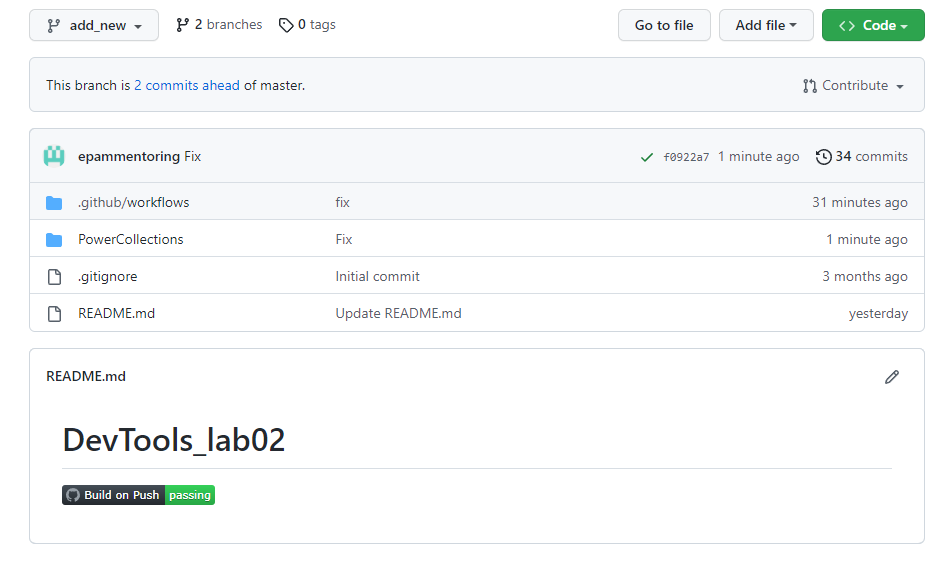 add_new 2 branches 0 tags Go to file Add file Code
This branch is 2 commits ahead of master. Contribute
epammentoring Fix f0922a7 1 minute ago 34 commits
.github/workflows fix 31 minutes ago
PowerCollections Fix 1 minute ago
.gitignore Initial commit 3 months ago
README.md Update README.md yesterday
README.md
DevTools_lab02
Build on Push passing